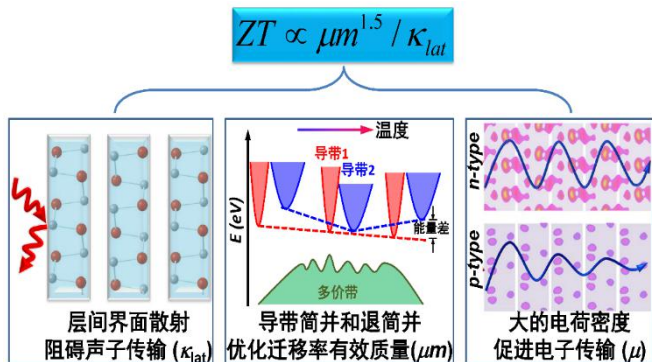 ZT ∝ μm^1.5 / κ_lat
层间界面散射
阻碍声子传输 (κ_lat)
温度
导带1
导带2
E (eV)
能量差
多价带
导带简并和退简并
优化迁移率有效质量(μm)
n-type
p-type
大的电荷密度
促进电子传输 (μ)